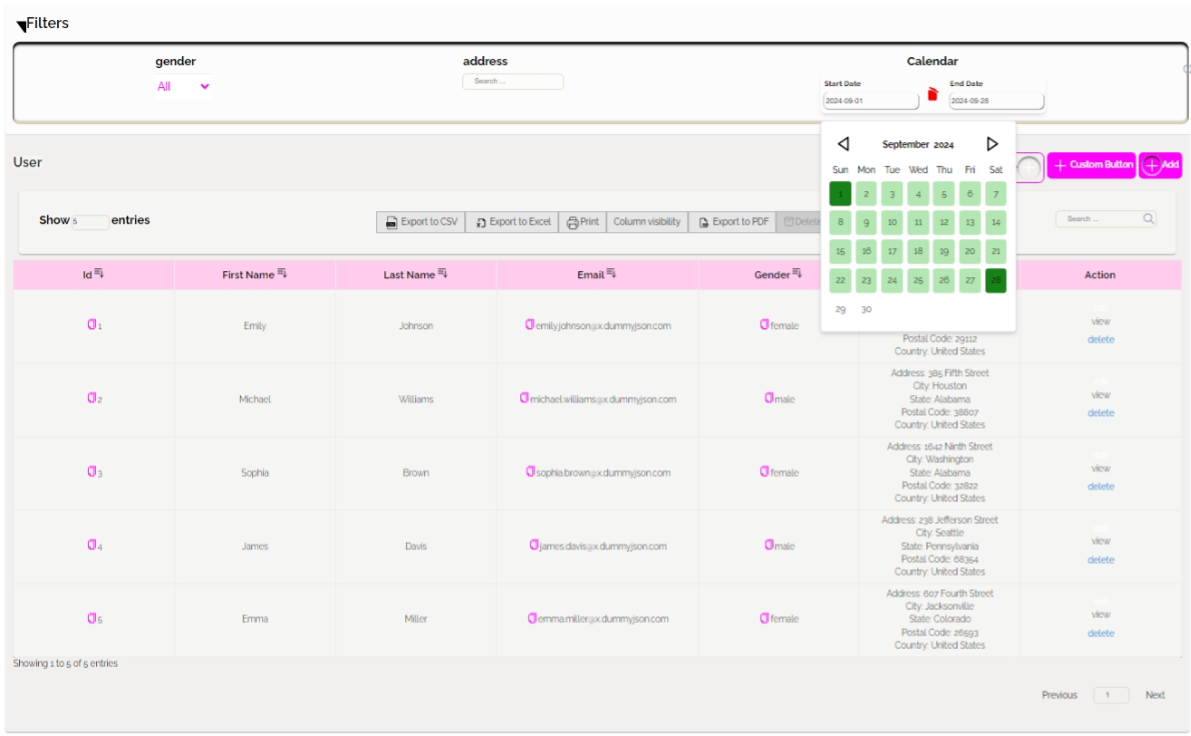 Filters
gender address Calendar
All Search ... Start Date End Date
2024-09-01 2024-09-28
September 2024
Sun Mon Tue Wed Thu Fri Sat
1 2 3 4 5 6 7
8 9 10 11 12 13 14
15 16 17 18 19 20 21
22 23 24 25 26 27 28
29 30
User
Custom Button Add
Show 5 entries
Export to CSV Export to Excel Print Column visibility Export to PDF Search ...
Id First Name Last Name Email Gender Action
1 Emily Johnson emily.johnson@x.dummyjson.com female
Postal Code: 29112
Country: United States
view
delete
2 Michael Williams michael.williams@x.dummyjson.com male
Address: 385 Fifth Street
City: Houston
State: Alabama
Postal Code: 38807
Country: United States
view
delete
3 Sophia Brown sophia.brown@x.dummyjson.com female
Address: 1642 Ninth Street
City: Washington
State: Alabama
Postal Code: 32822
Country: United States
view
delete
4 James Davis james.davis@x.dummyjson.com male
Address: 238 Jefferson Street
City: Seattle
State: Pennsylvania
Postal Code: 68354
Country: United States
view
delete
5 Emma Miller emma.miller@x.dummyjson.com female
Address: 607 Fourth Street
City: Jacksonville
State: Colorado
Postal Code: 26593
Country: United States
view
delete
Showing 1 to 5 of 5 entries
Previous 1 Next